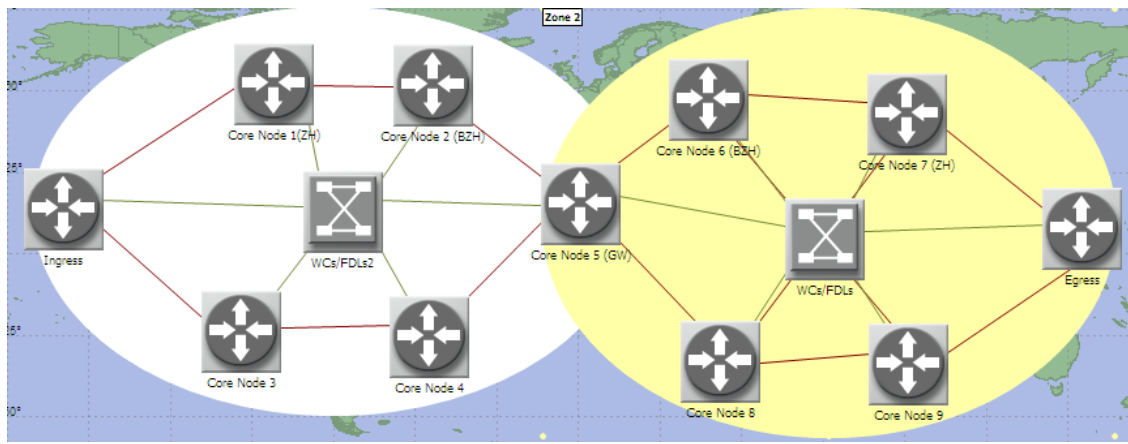 Zone 2
Core Node 1(ZH)
Core Node 2 (BZH)
Core Node 6 (BZH)
Core Node 7 (ZH)
Ingress
WCs/FDLs2
Core Node 5 (GW)
WCs/FDLs
Egress
Core Node 3
Core Node 4
Core Node 8
Core Node 9